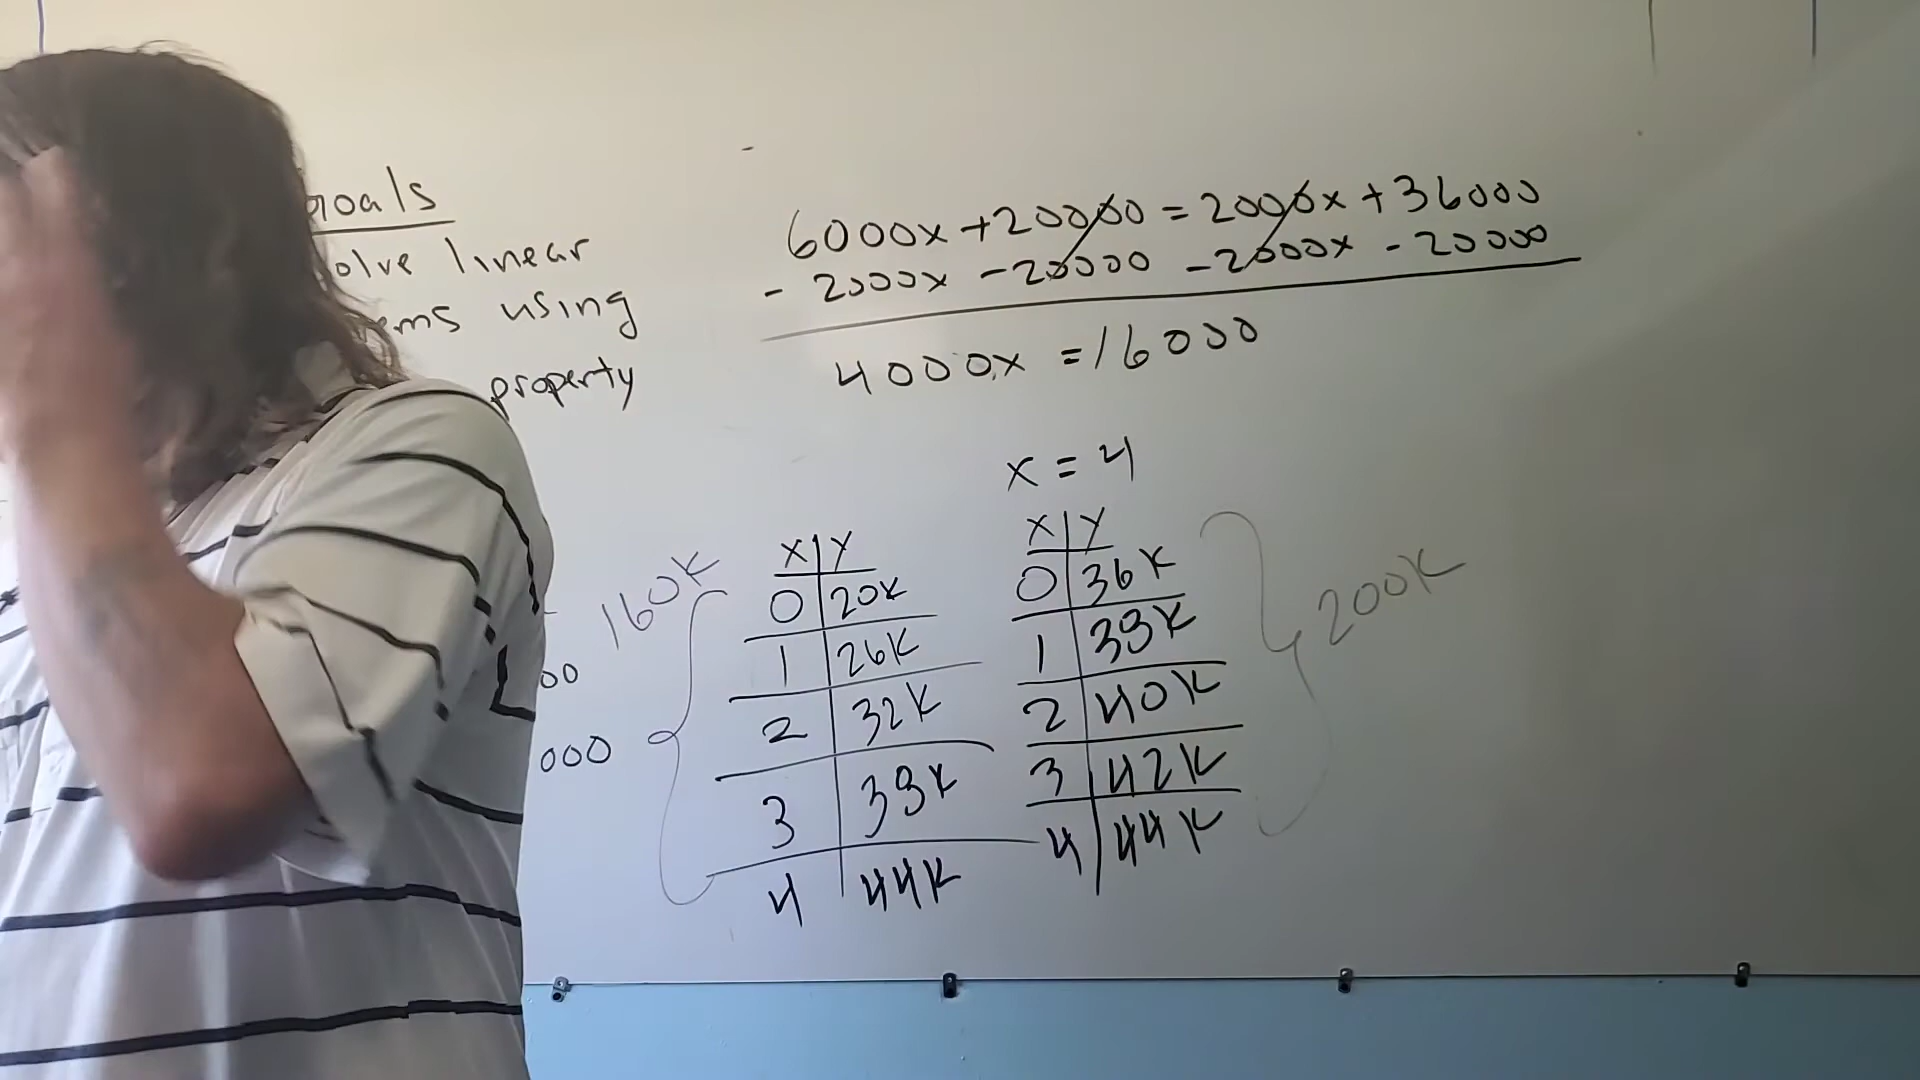 goals
olve linear
ems using
property
6000x + 20000 = 2000x + 36000
- 2000x - 20000 - 2000x - 20000
4000x = 16000
x = 4
x | y
0 | 20K
1 | 26K
2 | 32K
3 | 38K
4 | 44K
160K
x | y
0 | 36K
1 | 38K
2 | 40K
3 | 42K
4 | 44K
200K
00
000